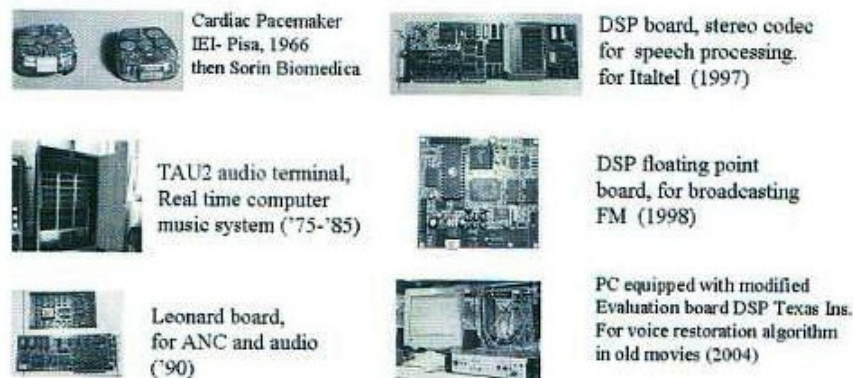 Cardiac Pacemaker
IEI- Pisa, 1966
then Sorin Biomedica
TAU2 audio terminal,
Real time computer
music system ('75-'85)
Leonard board,
for ANC and audio
('90)
DSP board, stereo codec
for speech processing.
for Italtel (1997)
DSP floating point
board, for broadcasting
FM (1998)
PC equipped with modified
Evaluation board DSP Texas Ins.
For voice restoration algorithm
in old movies (2004)